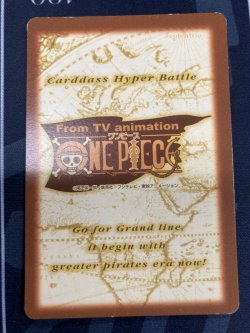 Carddass Hyper Battle
From TV animation
ワンピース
ONE PIECE
Go for Grand line,
it begin with
greater pirates era now!